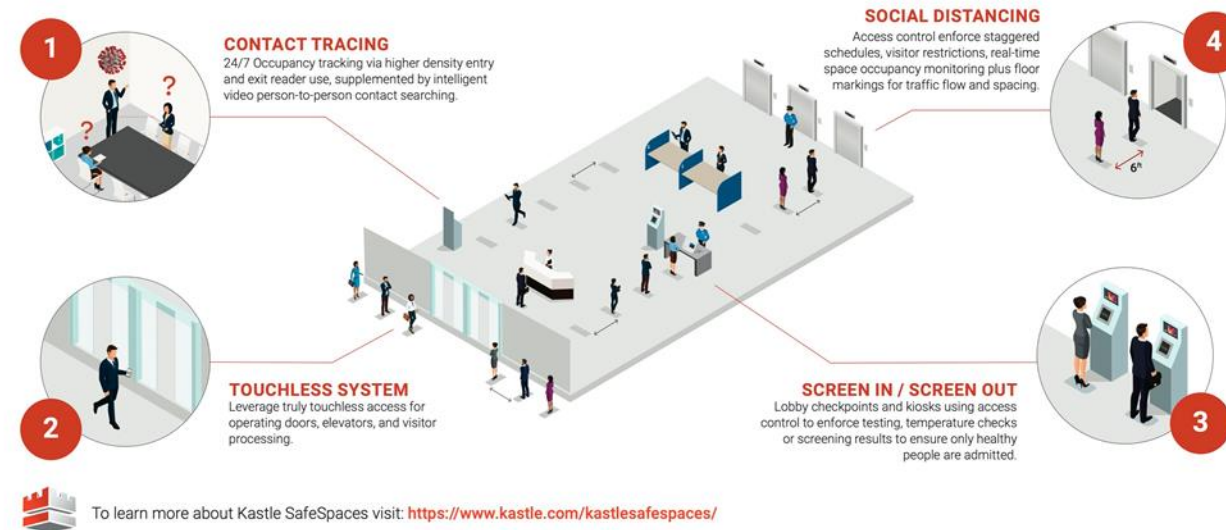 1
CONTACT TRACING
24/7 Occupancy tracking via higher density entry
and exit reader use, supplemented by intelligent
video person-to-person contact searching.
?
?
SOCIAL DISTANCING
Access control enforce staggered
schedules, visitor restrictions, real-time
space occupancy monitoring plus floor
markings for traffic flow and spacing.
4
6ft
2
TOUCHLESS SYSTEM
Leverage truly touchless access for
operating doors, elevators, and visitor
processing.
SCREEN IN / SCREEN OUT
Lobby checkpoints and kiosks using access
control to enforce testing, temperature checks
or screening results to ensure only healthy
people are admitted.
3
To learn more about Kastle SafeSpaces visit: https://www.kastle.com/kastlesafespaces/